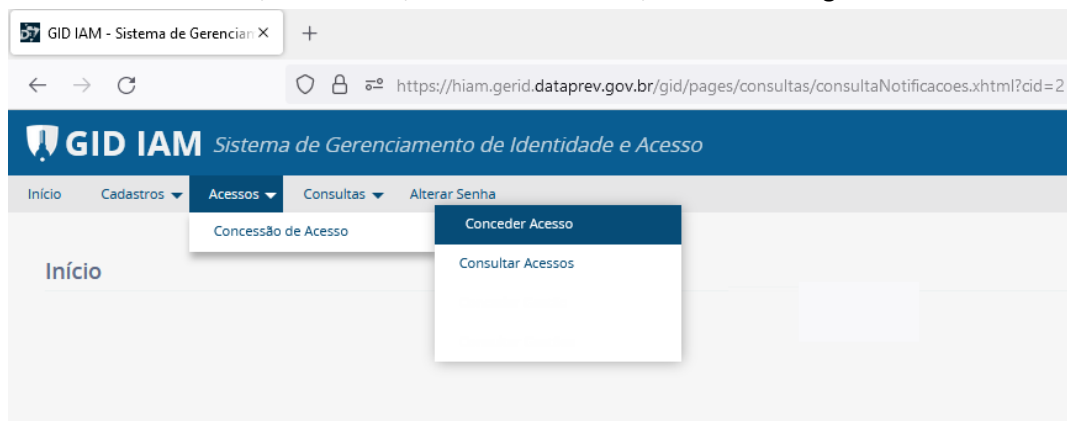 GID IAM - Sistema de Gerencian
https://hiam.gerid.dataprev.gov.br/gid/pages/consultas/consultaNotificacoes.xhtml?cid=2
GID IAM Sistema de Gerenciamento de Identidade e Acesso
Início Cadastros Acessos Consultas Alterar Senha
Concessão de Acesso Conceder Acesso
Consultar Acessos
Início